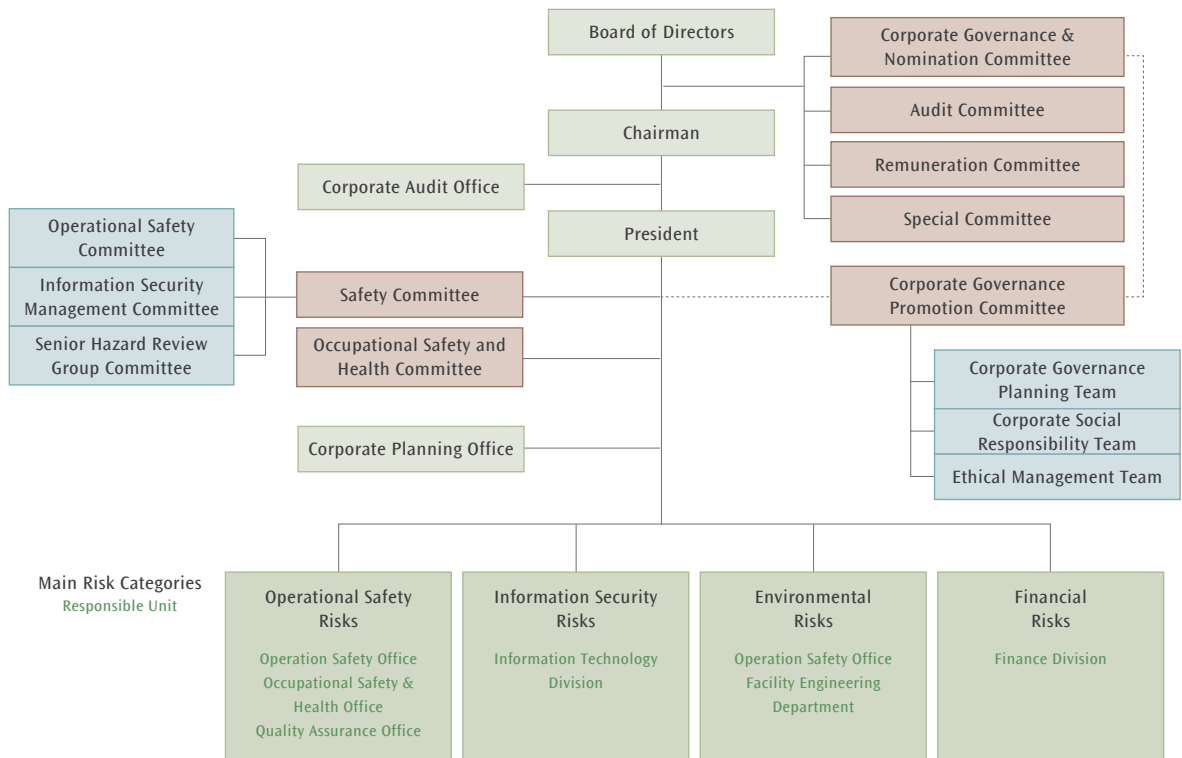 Board of Directors
Corporate Governance &
Nomination Committee
Audit Committee
Chairman
Remuneration Committee
Corporate Audit Office
Special Committee
President
Operational Safety
Committee
Information Security
Management Committee
Senior Hazard Review
Group Committee
Safety Committee
Corporate Governance
Promotion Committee
Occupational Safety and
Health Committee
Corporate Governance
Planning Team
Corporate Social
Responsibility Team
Ethical Management Team
Corporate Planning Office
Main Risk Categories
Responsible Unit
Operational Safety
Risks
Operation Safety Office
Occupational Safety &
Health Office
Quality Assurance Office
Information Security
Risks
Information Technology
Division
Environmental
Risks
Operation Safety Office
Facility Engineering
Department
Financial
Risks
Finance Division